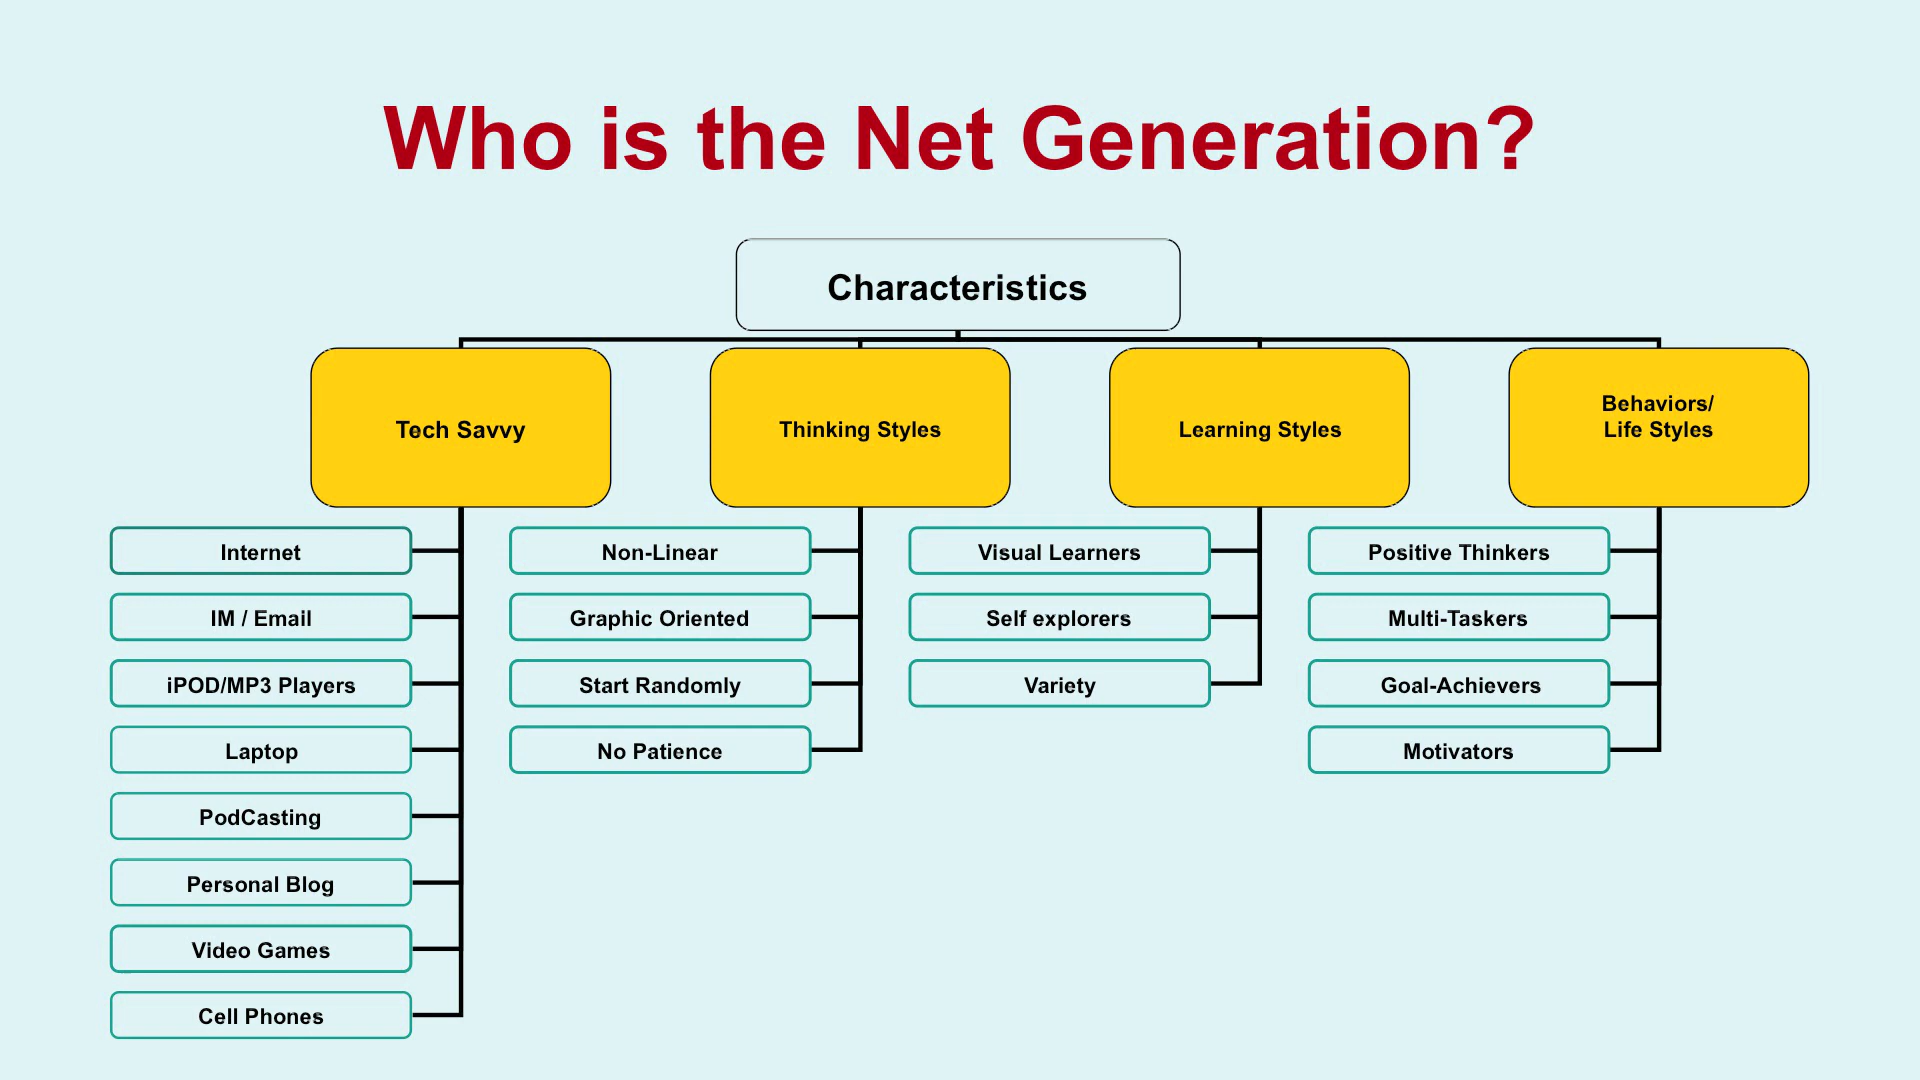 Who is the Net Generation?
Characteristics
Tech Savvy
Thinking Styles
Learning Styles
Behaviors/
Life Styles
Internet
IM / Email
iPOD/MP3 Players
Laptop
PodCasting
Personal Blog
Video Games
Cell Phones
Non-Linear
Graphic Oriented
Start Randomly
No Patience
Visual Learners
Self explorers
Variety
Positive Thinkers
Multi-Taskers
Goal-Achievers
Motivators